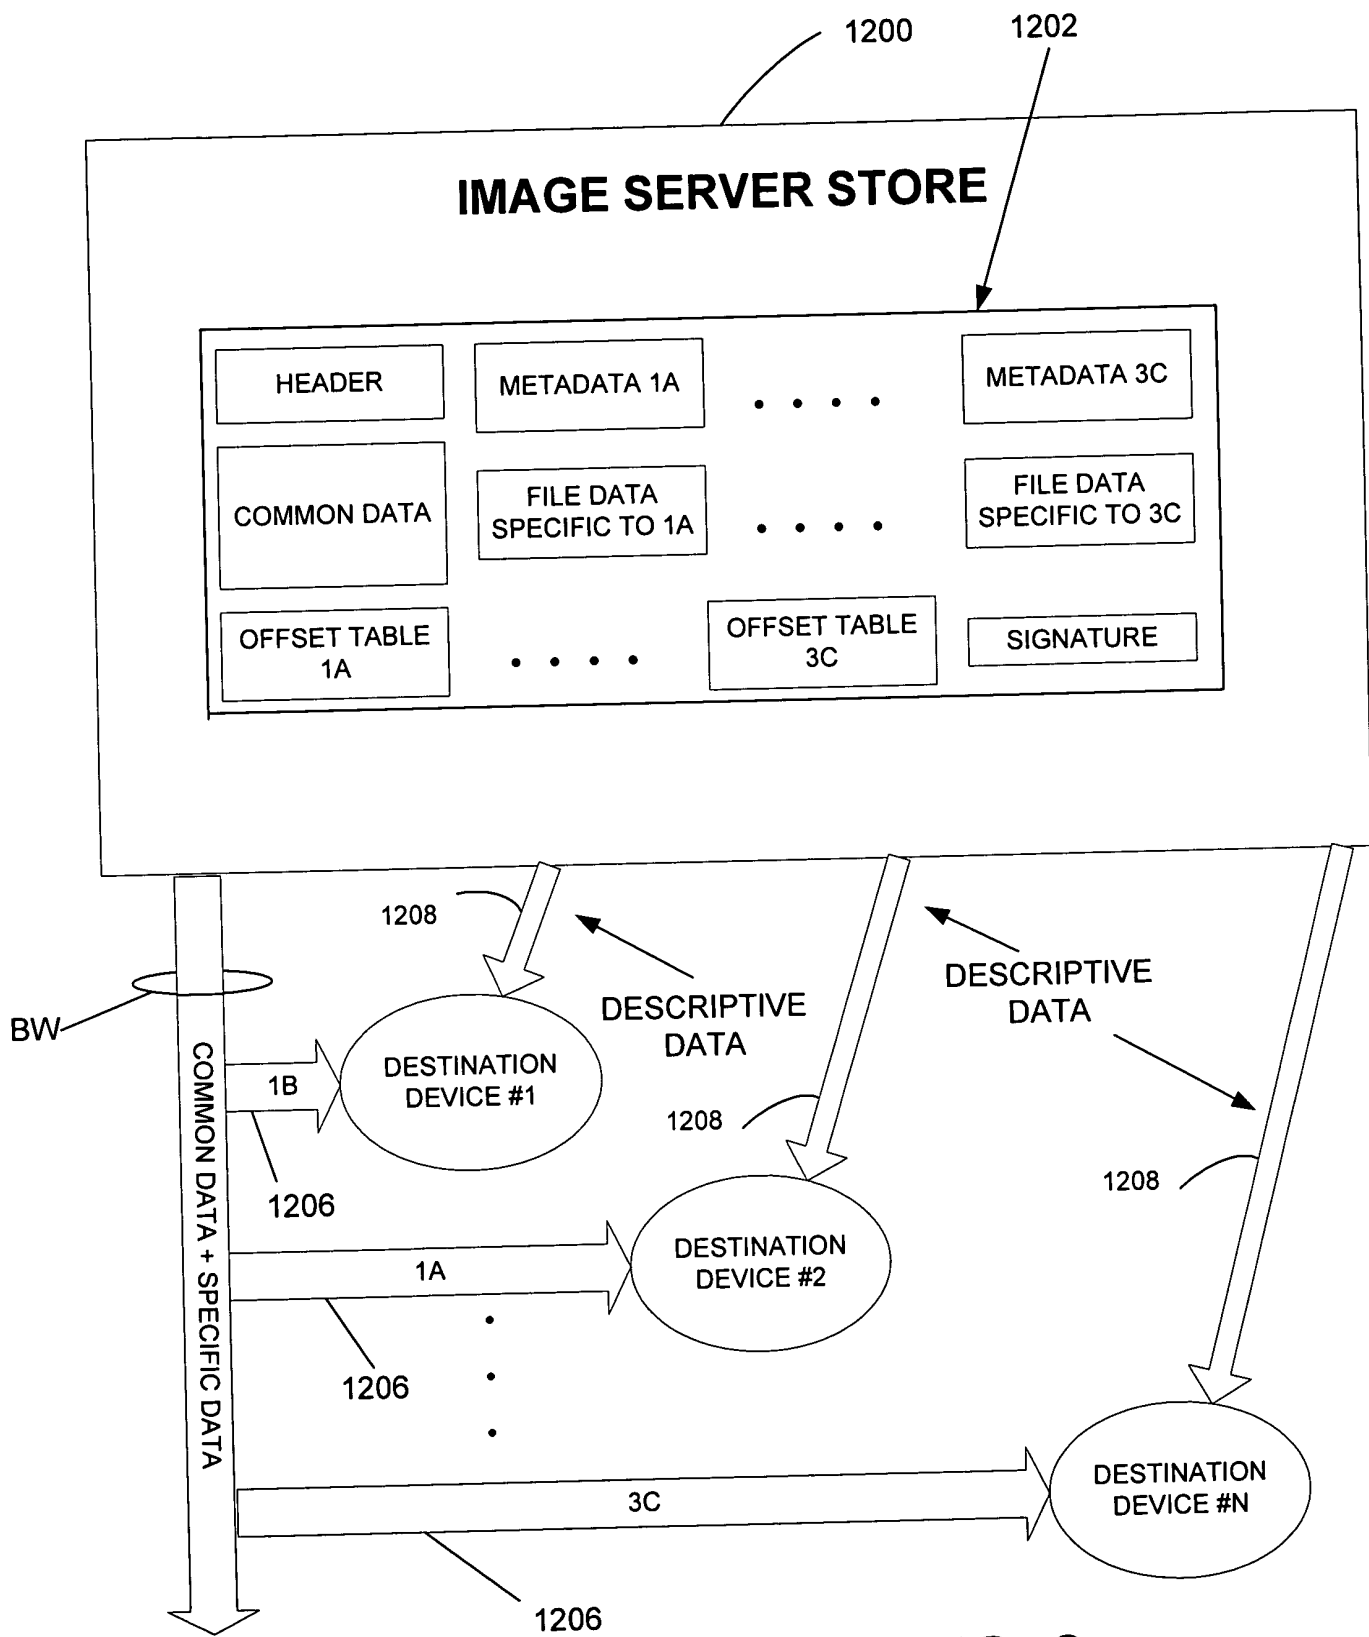 1200
1202
IMAGE SERVER STORE
HEADER
METADATA 1A
METADATA 3C
COMMON DATA
FILE DATA
SPECIFIC TO 1A
FILE DATA
SPECIFIC TO 3C
OFFSET TABLE
1A
OFFSET TABLE
3C
SIGNATURE
1208
DESCRIPTIVE
DATA
DESCRIPTIVE
DATA
BW
COMMON DATA + SPECIFIC DATA
1B
DESTINATION
DEVICE #1
1208
1208
1206
1A
DESTINATION
DEVICE #2
1206
3C
DESTINATION
DEVICE #N
1206